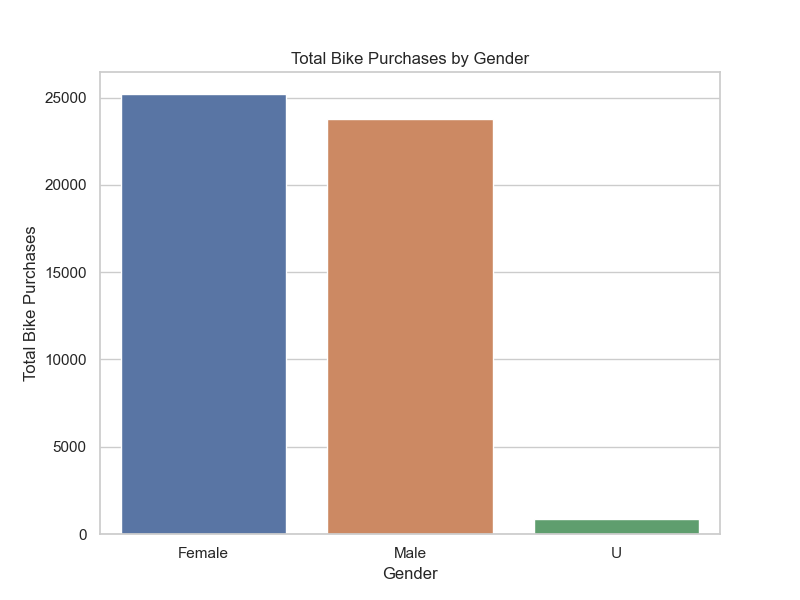 Total Bike Purchases by Gender
Total Bike Purchases
25000
20000
15000
10000
5000
0
Female Male U
Gender